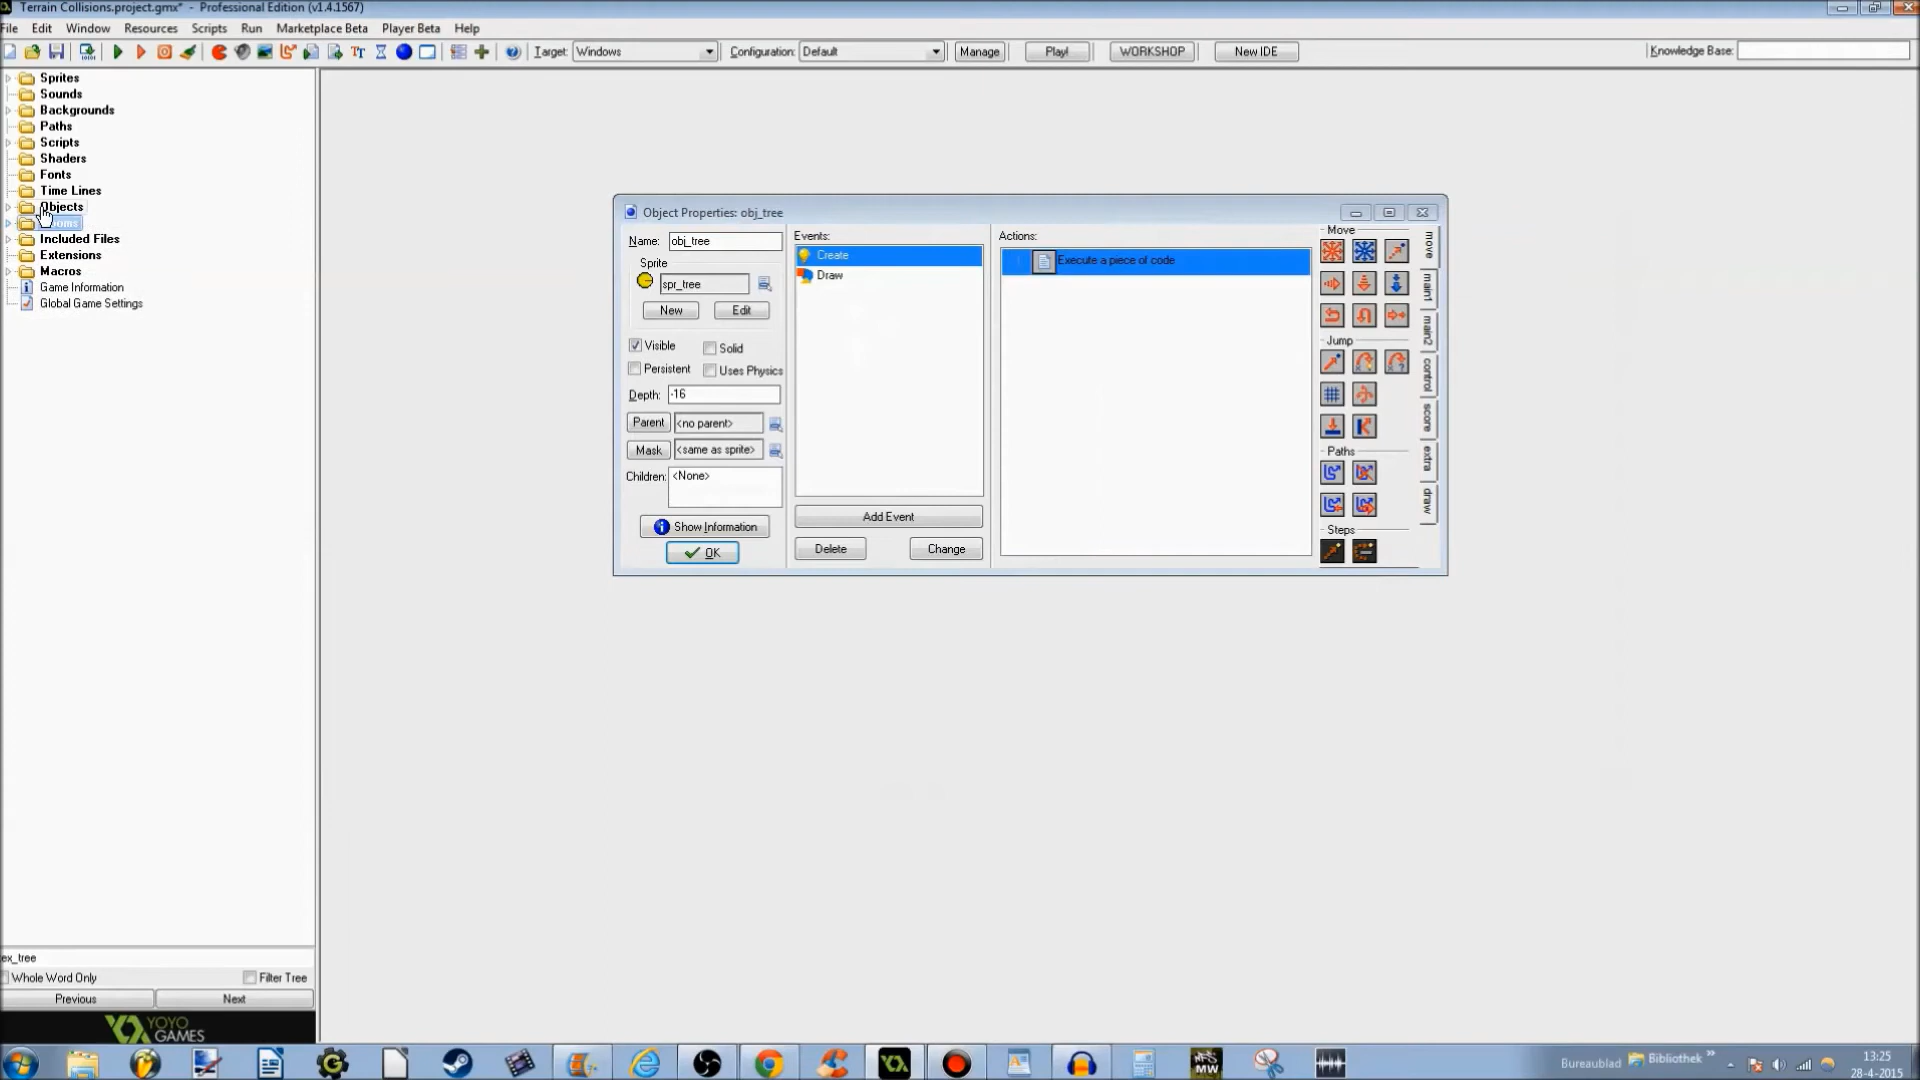 Terrain Collisions.project.gmx* - Professional Edition (v1.4.1567)
File Edit Window Resources Scripts Run Marketplace Beta Player Beta Help
Target: Windows Configuration: Default Manage Play! WORKSHOP New IDE Knowledge Base:
Sprites
Sounds
Backgrounds
Paths
Scripts
Shaders
Fonts
Time Lines
Objects
Included Files
Extensions
Macros
Game Information
Global Game Settings
Object Properties: obj_tree
Name: obj_tree
Sprite
spr_tree
New Edit
Visible Solid
Persistent Uses Physics
Depth: -16
Parent <no parent>
Mask <same as sprite>
Children: <None>
Show Information
OK
Events:
Create
Draw
Add Event
Delete Change
Actions:
Execute a piece of code
Move
Jump
Paths
Steps
move
main1
main2
control
score
extra
draw
ex_tree
Whole Word Only Filter Tree
Previous Next
YOYO
GAMES
MW
Bureaublad Bibliothek »
13:25
28-4-2015